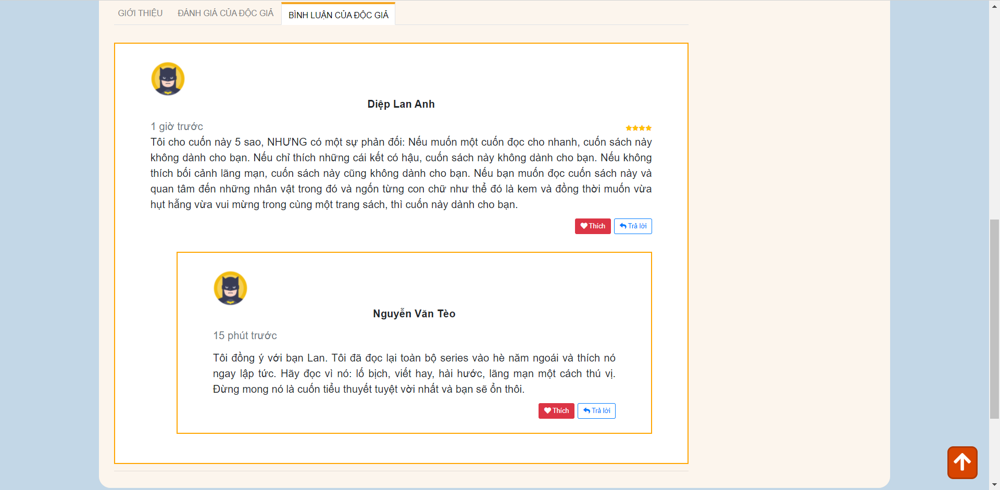 GIỚI THIỆU ĐÁNH GIÁ CỦA ĐỘC GIẢ BÌNH LUẬN CỦA ĐỘC GIẢ
Diệp Lan Anh
1 giờ trước
Tôi cho cuốn này 5 sao, NHƯNG có một sự phản đối: Nếu muốn một cuốn đọc cho nhanh, cuốn sách này
không dành cho bạn. Nếu chỉ thích những cái kết có hậu, cuốn sách này không dành cho bạn. Nếu không
thích bối cảnh lãng mạn, cuốn sách này cũng không dành cho bạn. Nếu bạn muốn đọc cuốn sách này và
quan tâm đến những nhân vật trong đó và ngốn từng con chữ như thể đó là kem và đồng thời muốn vừa
hụt hẫng vừa vui mừng trong cùng một trang sách, thì cuốn này dành cho bạn.
Thích Trả lời
Nguyễn Văn Tèo
15 phút trước
Tôi đồng ý với bạn Lan. Tôi đã đọc lại toàn bộ series vào hè năm ngoái và thích nó
ngay lập tức. Hãy đọc vì nó: lố bịch, viết hay, hài hước, lãng mạn một cách thú vị.
Đừng mong nó là cuốn tiểu thuyết tuyệt vời nhất và bạn sẽ ổn thôi.
Thích Trả lời